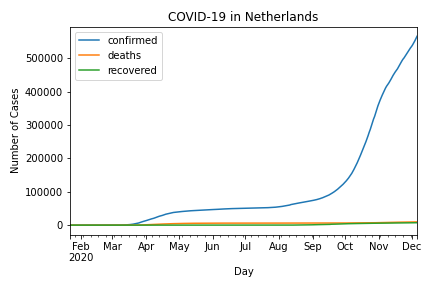 COVID-19 in Netherlands
confirmed
deaths
recovered
Number of Cases
500000
400000
300000
200000
100000
0
Feb Mar Apr May Jun Jul Aug Sep Oct Nov Dec
2020
Day